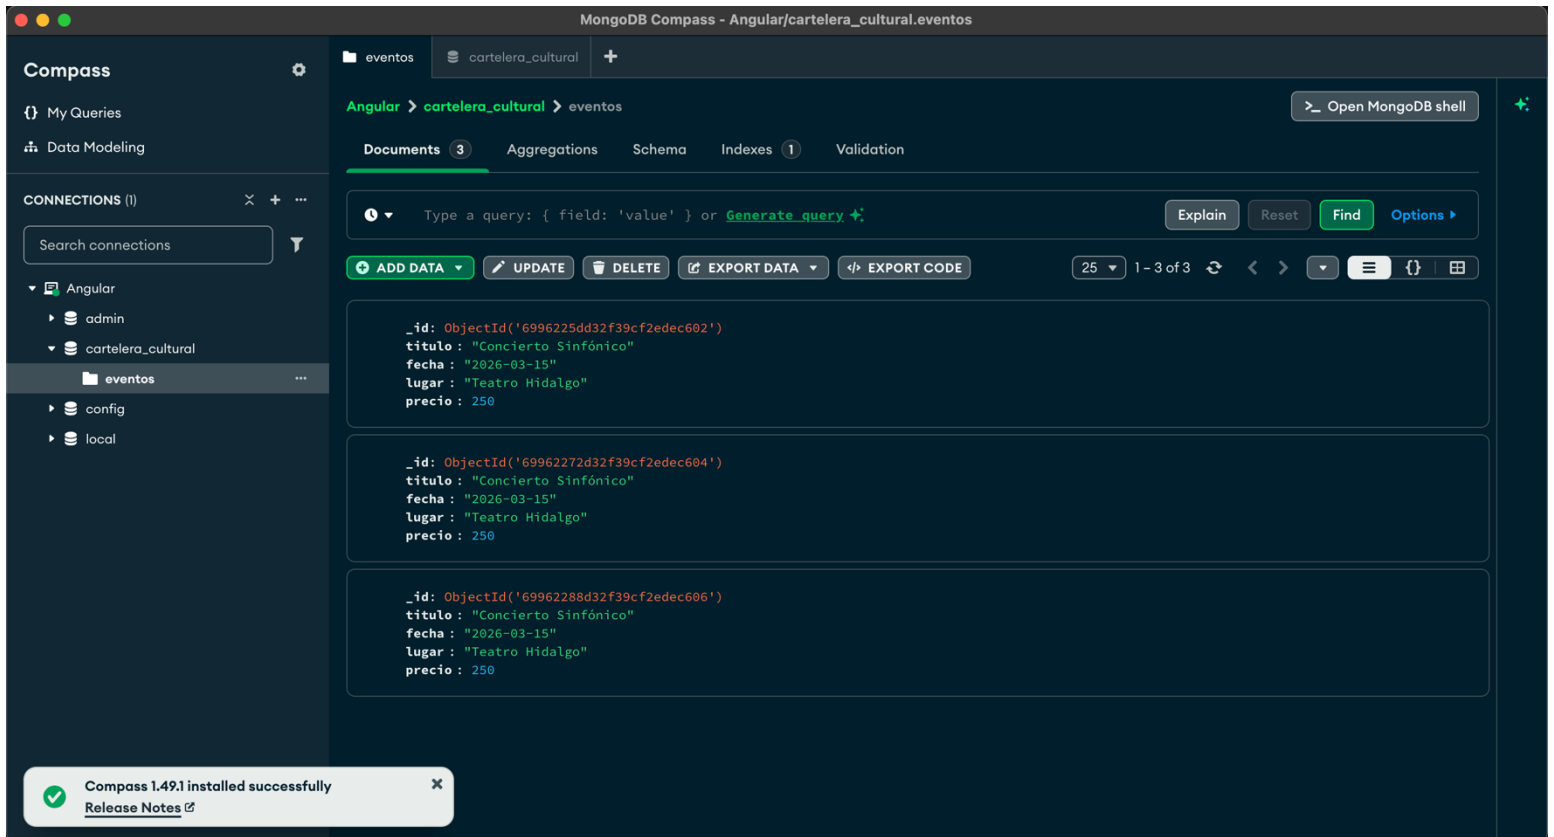 MongoDB Compass - Angular/cartelera_cultural.eventos
Compass
{} My Queries
Data Modeling
CONNECTIONS (1)
Search connections
Angular
admin
cartelera_cultural
eventos
config
local
eventos
cartelera_cultural
Angular > cartelera_cultural > eventos
>_ Open MongoDB shell
Documents 3
Aggregations
Schema
Indexes 1
Validation
Type a query: { field: 'value' } or Generate query
Explain
Reset
Find
Options
ADD DATA
UPDATE
DELETE
EXPORT DATA
</> EXPORT CODE
25
1 – 3 of 3
{}
_id: ObjectId('6996225dd32f39cf2edec602')
titulo : "Concierto Sinfónico"
fecha : "2026-03-15"
lugar : "Teatro Hidalgo"
precio : 250
_id: ObjectId('69962272d32f39cf2edec604')
titulo : "Concierto Sinfónico"
fecha : "2026-03-15"
lugar : "Teatro Hidalgo"
precio : 250
_id: ObjectId('69962288d32f39cf2edec606')
titulo : "Concierto Sinfónico"
fecha : "2026-03-15"
lugar : "Teatro Hidalgo"
precio : 250
Compass 1.49.1 installed successfully
Release Notes